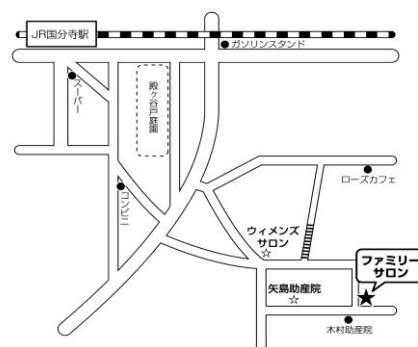 JR国分寺駅
ガソリンスタンド
スーパー
殿ヶ谷戸庭園
コンビニ
ローズカフェ
ウィメンズ
サロン
ファミリー
サロン
矢島助産院
木村助産院